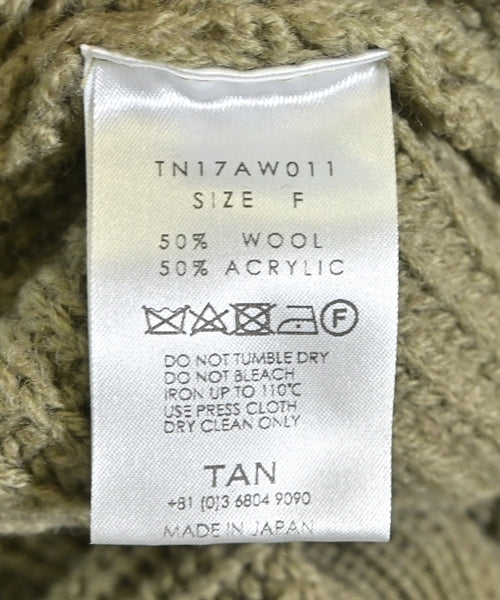 TN17AW011
SIZE F
50% WOOL
50% ACRYLIC
F
DO NOT TUMBLE DRY
DO NOT BLEACH
IRON UP TO 110°C
USE PRESS CLOTH
DRY CLEAN ONLY
TAN
+81 (0)3 6804 9090
MADE IN JAPAN